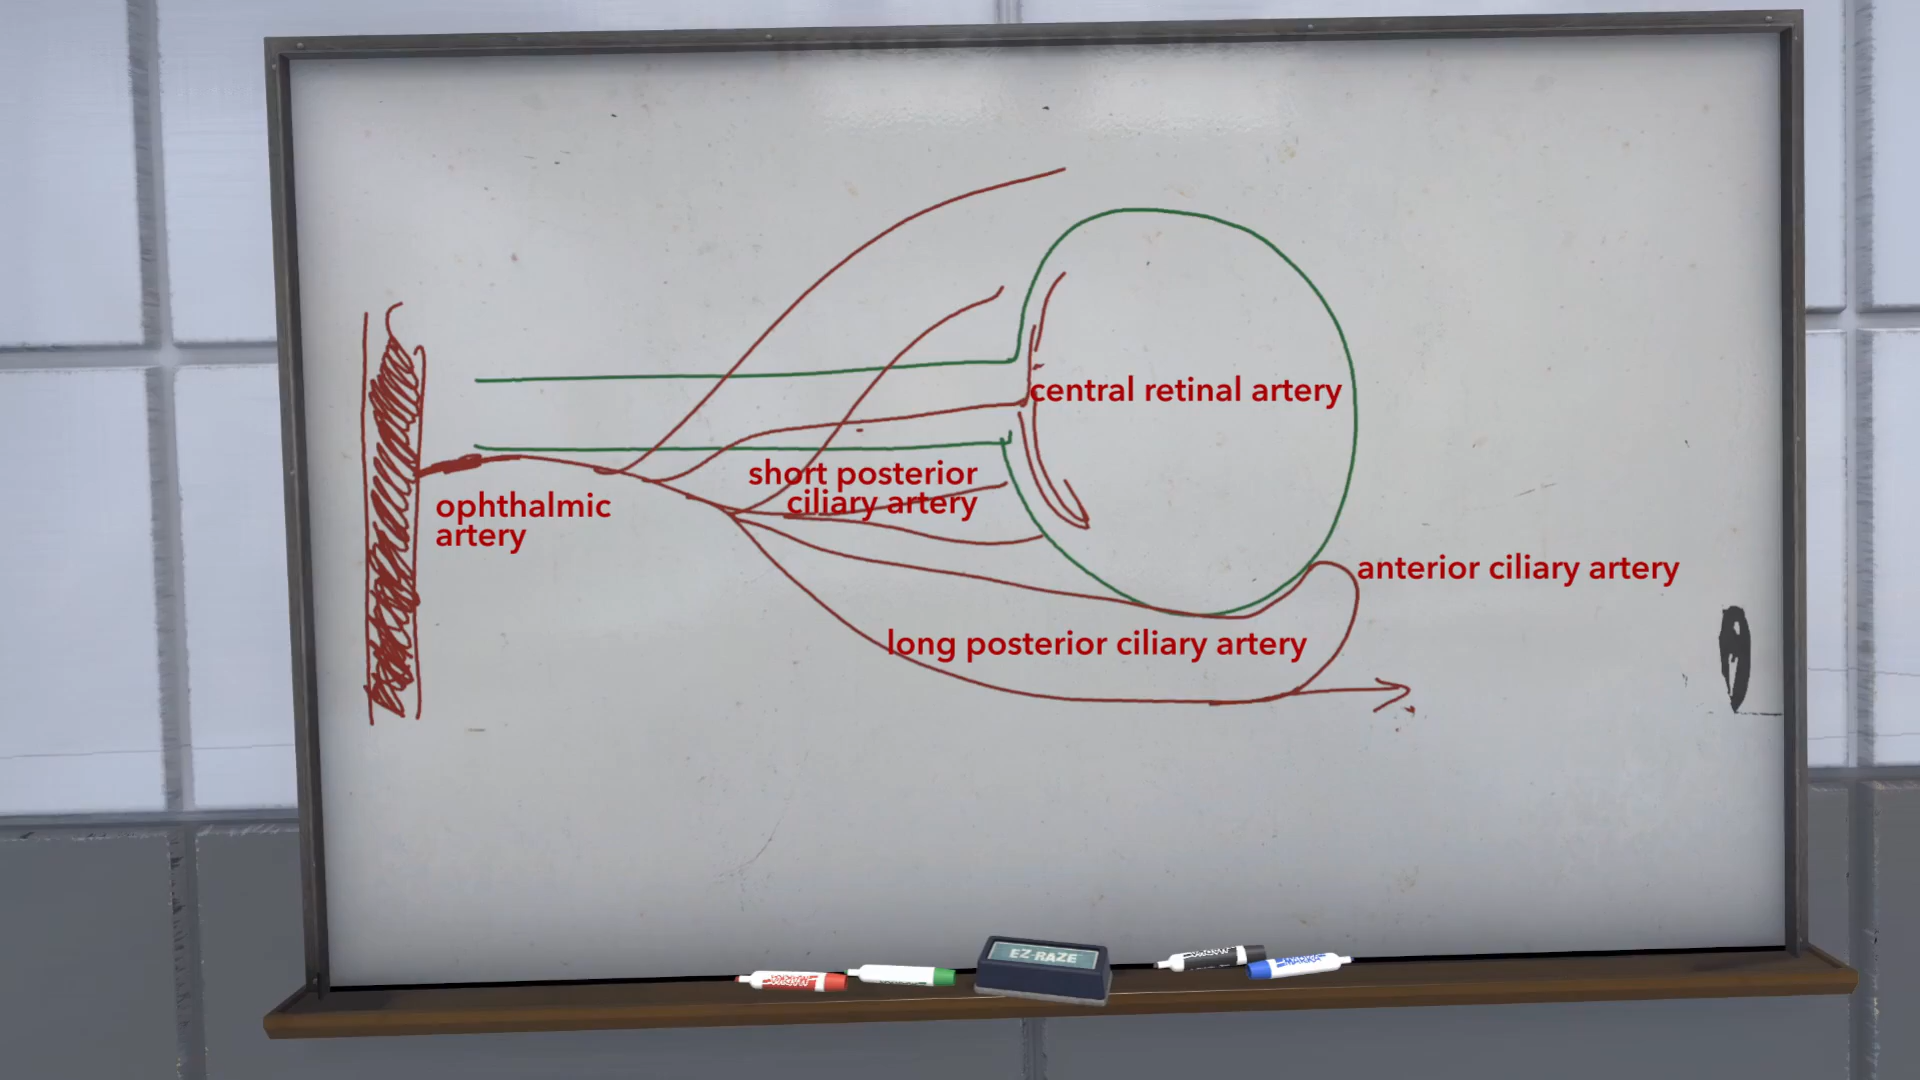 central retinal artery
short posterior
ciliary artery
ophthalmic
artery
anterior ciliary artery
long posterior ciliary artery
EZ-RAZE